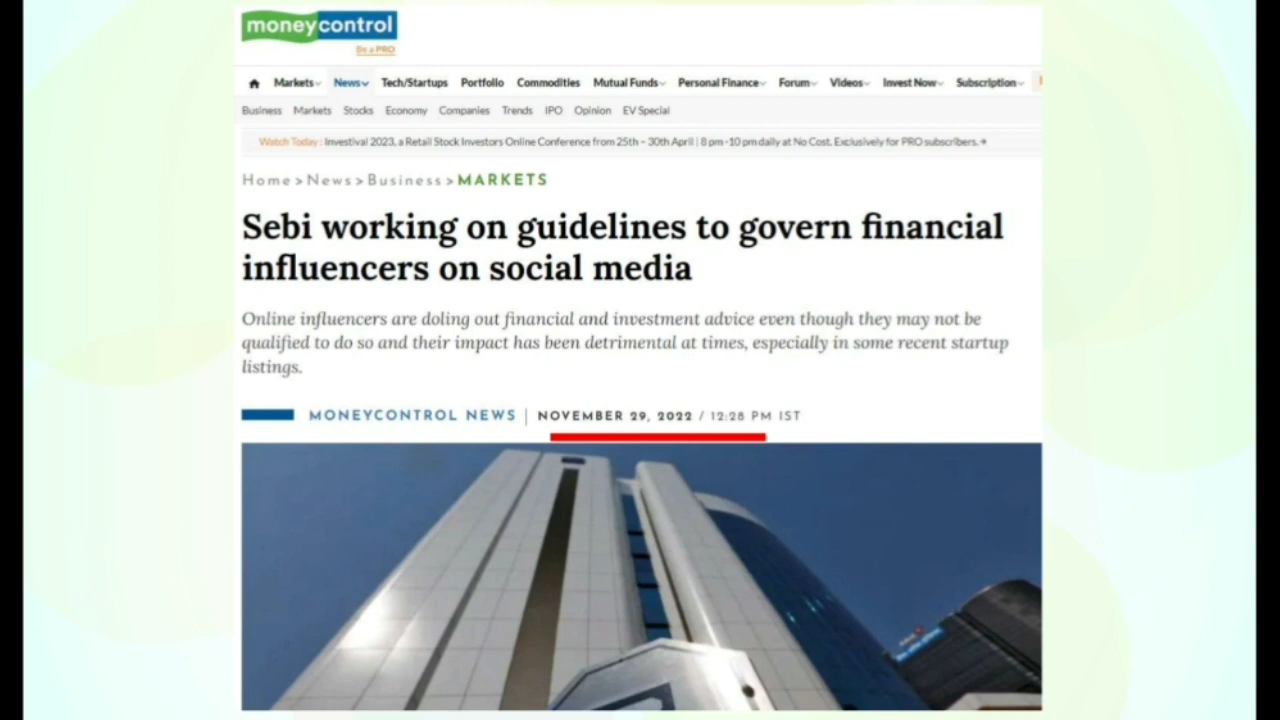 moneycontrol
Be a PRO
Markets News Tech/Startups Portfolio Commodities Mutual Funds Personal Finance Forum Videos Invest Now Subscription
Business Markets Stocks Economy Companies Trends IPO Opinion EV Special
Watch Today : Investival 2023, a Retail Stock Investors Online Conference from 25th - 30th April | 8 pm -10 pm daily at No Cost. Exclusively for PRO subscribers. →
Home > News > Business > MARKETS
Sebi working on guidelines to govern financial
influencers on social media
Online influencers are doling out financial and investment advice even though they may not be
qualified to do so and their impact has been detrimental at times, especially in some recent startup
listings.
MONEYCONTROL NEWS | NOVEMBER 29, 2022 / 12:28 PM IST